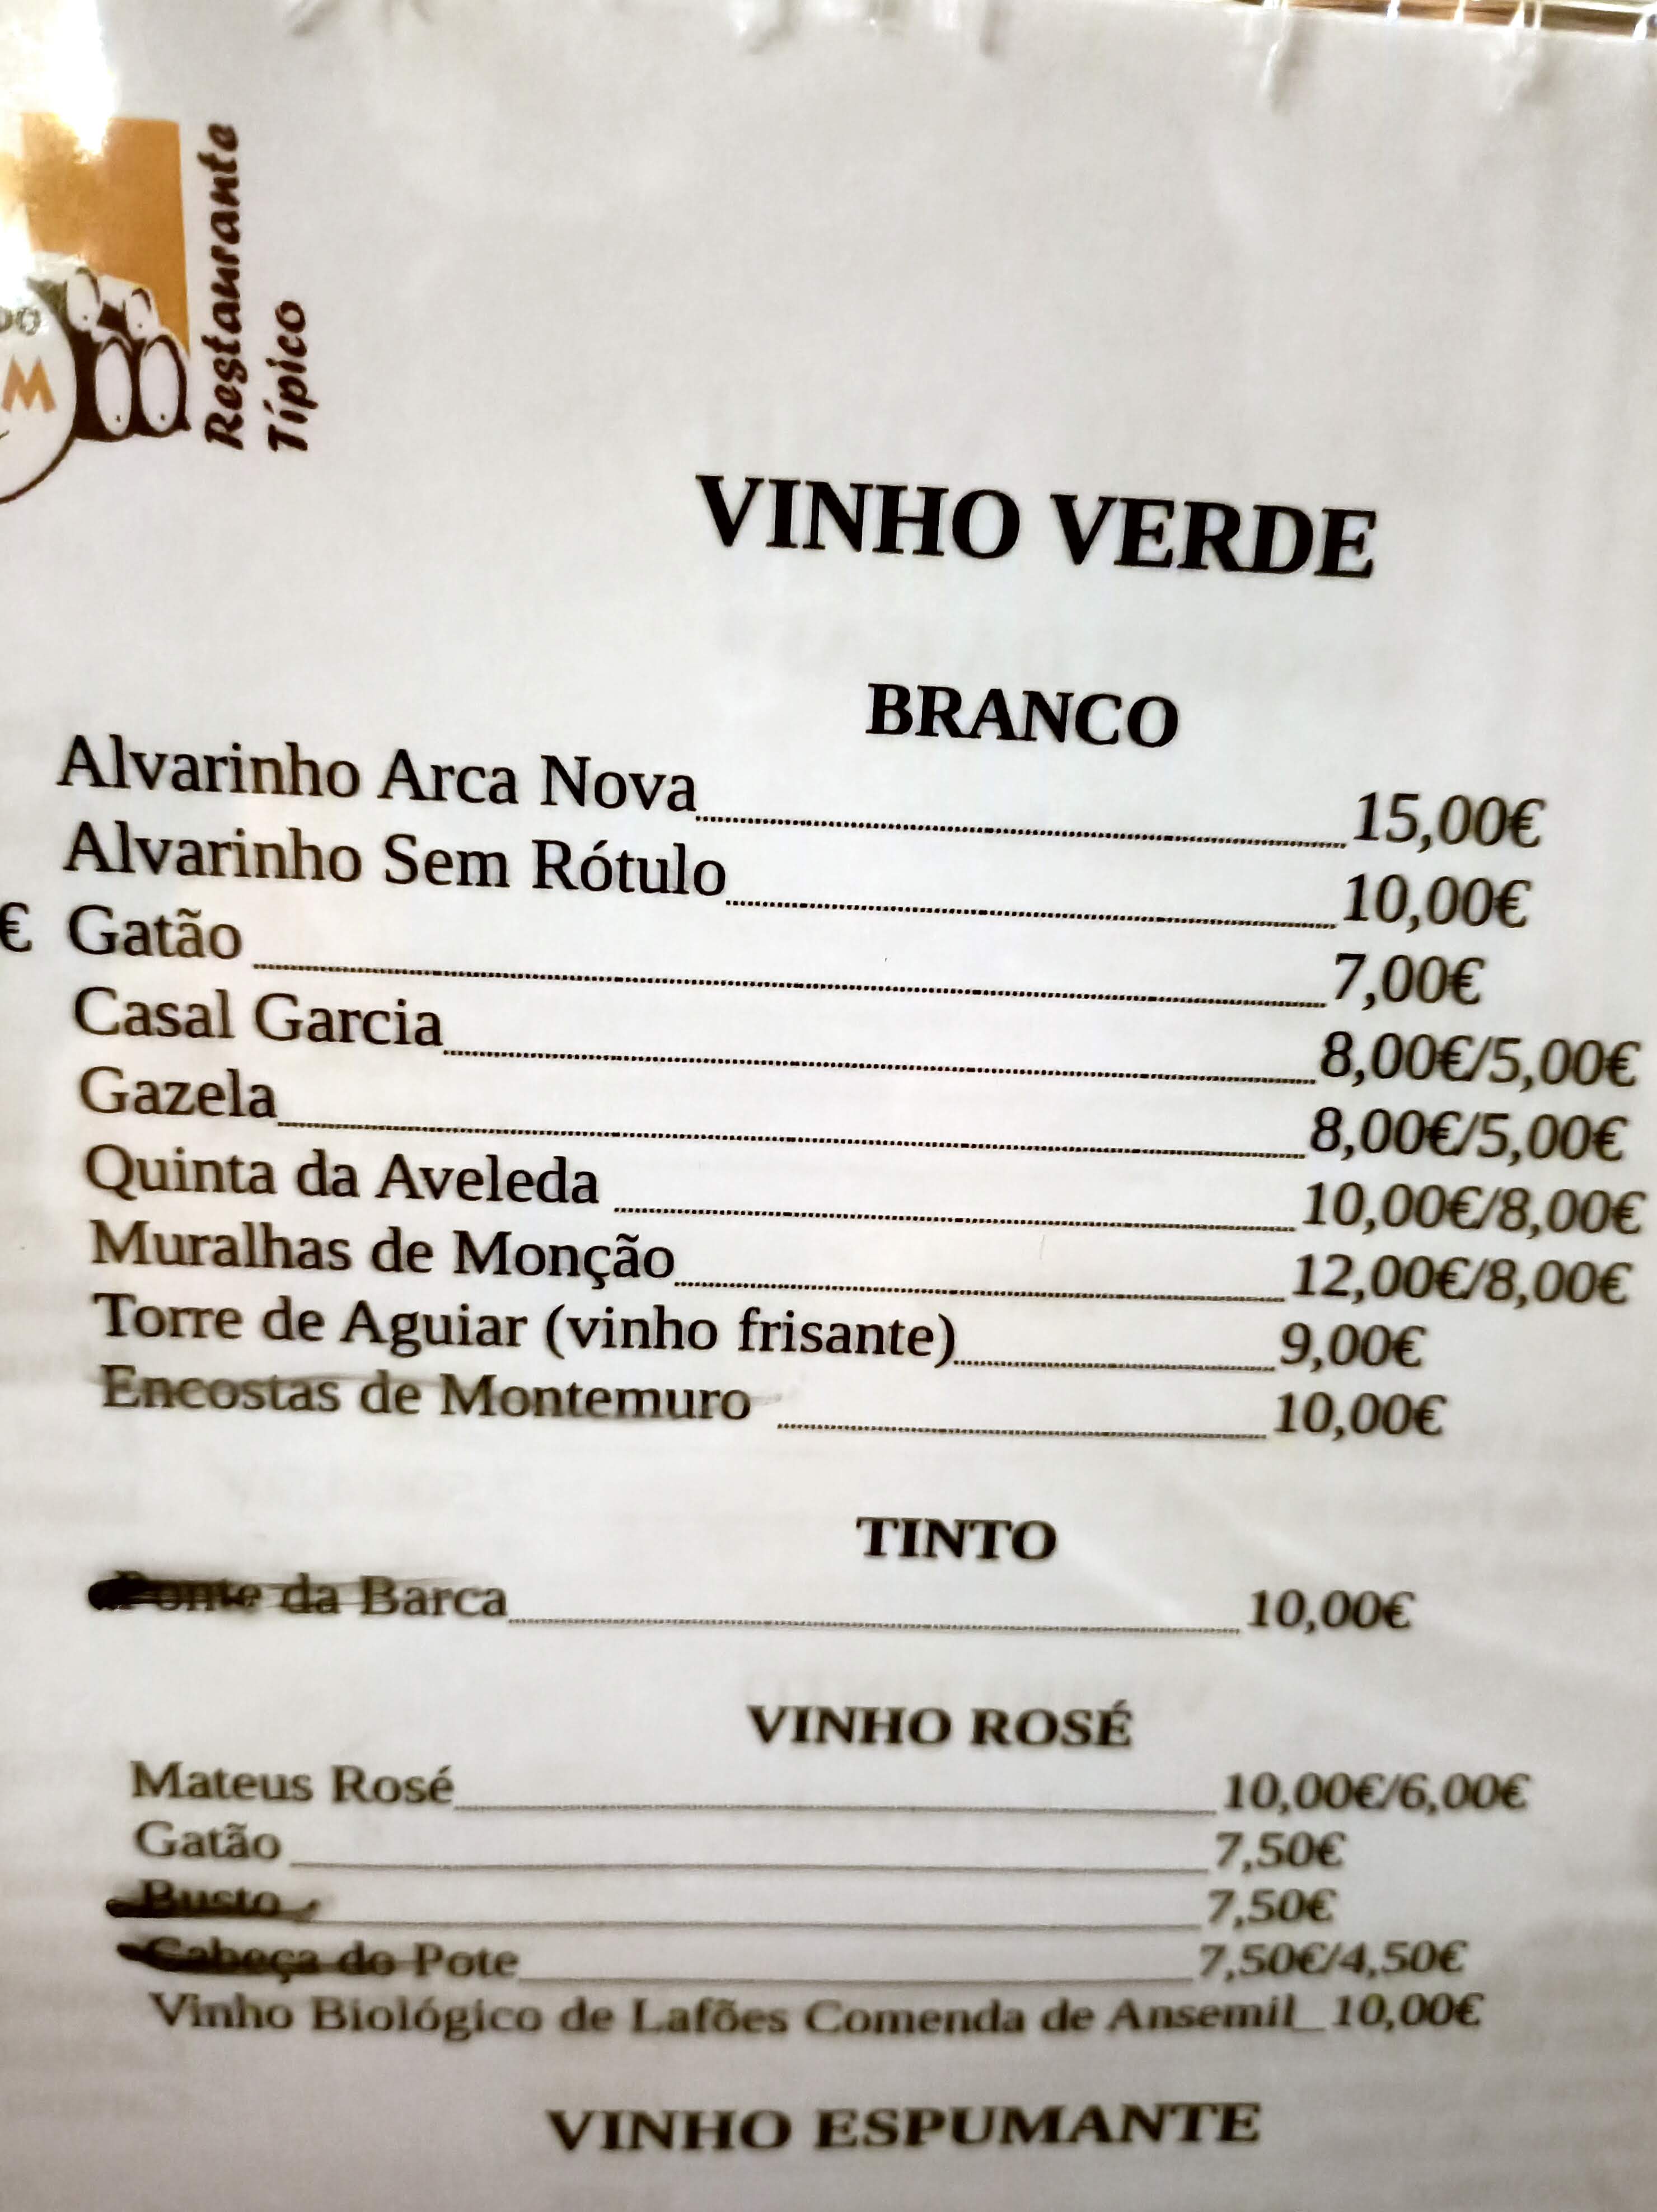 DO
M
Restaurante
Típico
VINHO VERDE
BRANCO
Alvarinho Arca Nova 15,00€
Alvarinho Sem Rótulo 10,00€
€ Gatão 7,00€
Casal Garcia 8,00€/5,00€
Gazela 8,00€/5,00€
Quinta da Aveleda 10,00€/8,00€
Muralhas de Monção 12,00€/8,00€
Torre de Aguiar (vinho frisante) 9,00€
Encostas de Montemuro 10,00€
TINTO
Ponte da Barca 10,00€
VINHO ROSÉ
Mateus Rosé 10,00€/6,00€
Gatão 7,50€
Busto 7,50€
Cabeça do Pote 7,50€/4,50€
Vinho Biológico de Lafões Comenda de Ansemil_10,00€
VINHO ESPUMANTE